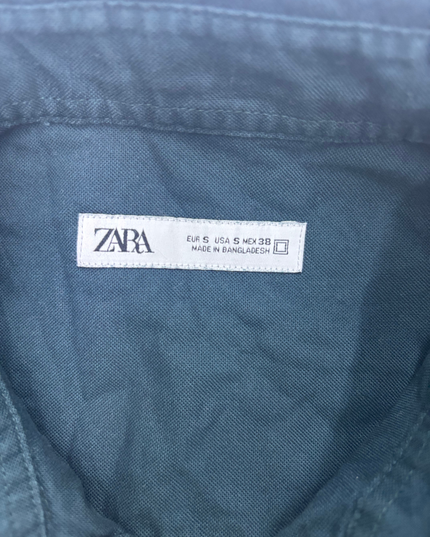 ZARA
EUR S USA S MEX 38
MADE IN BANGLADESH